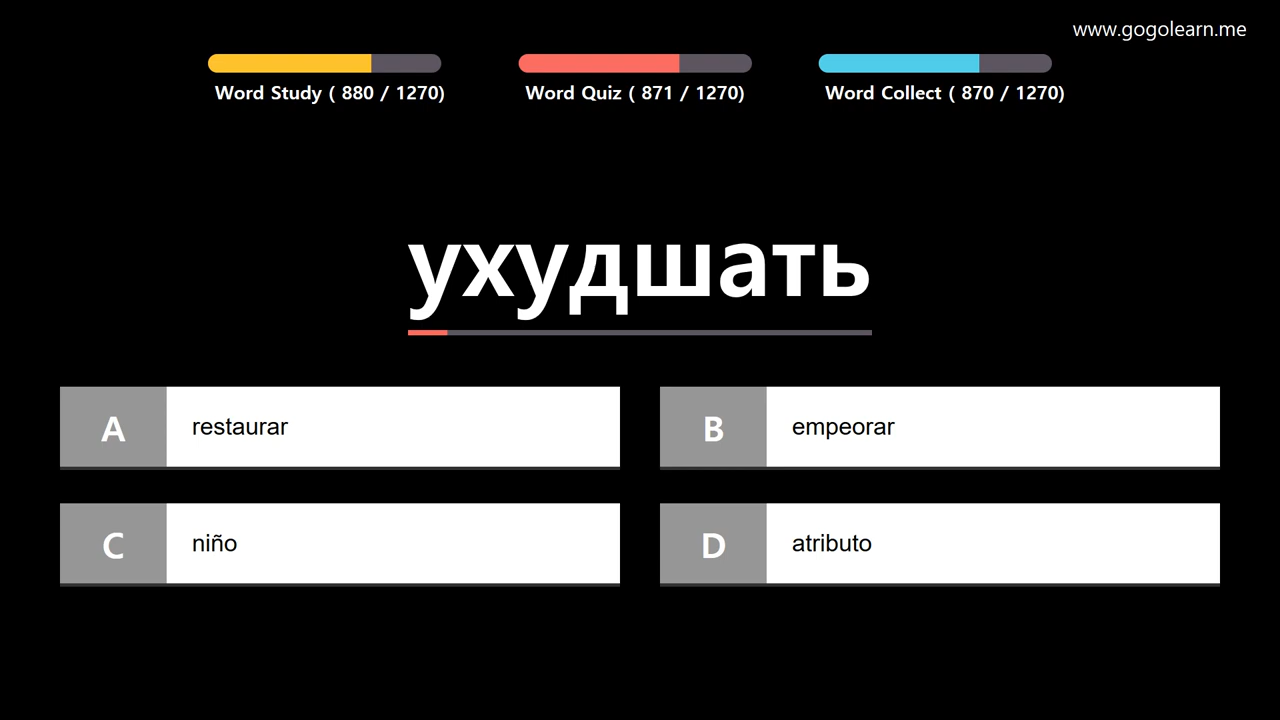 www.gogolearn.me
Word Study ( 880 / 1270)
Word Quiz ( 871 / 1270)
Word Collect ( 870 / 1270)
ухудшать
A restaurar
B empeorar
C niño
D atributo